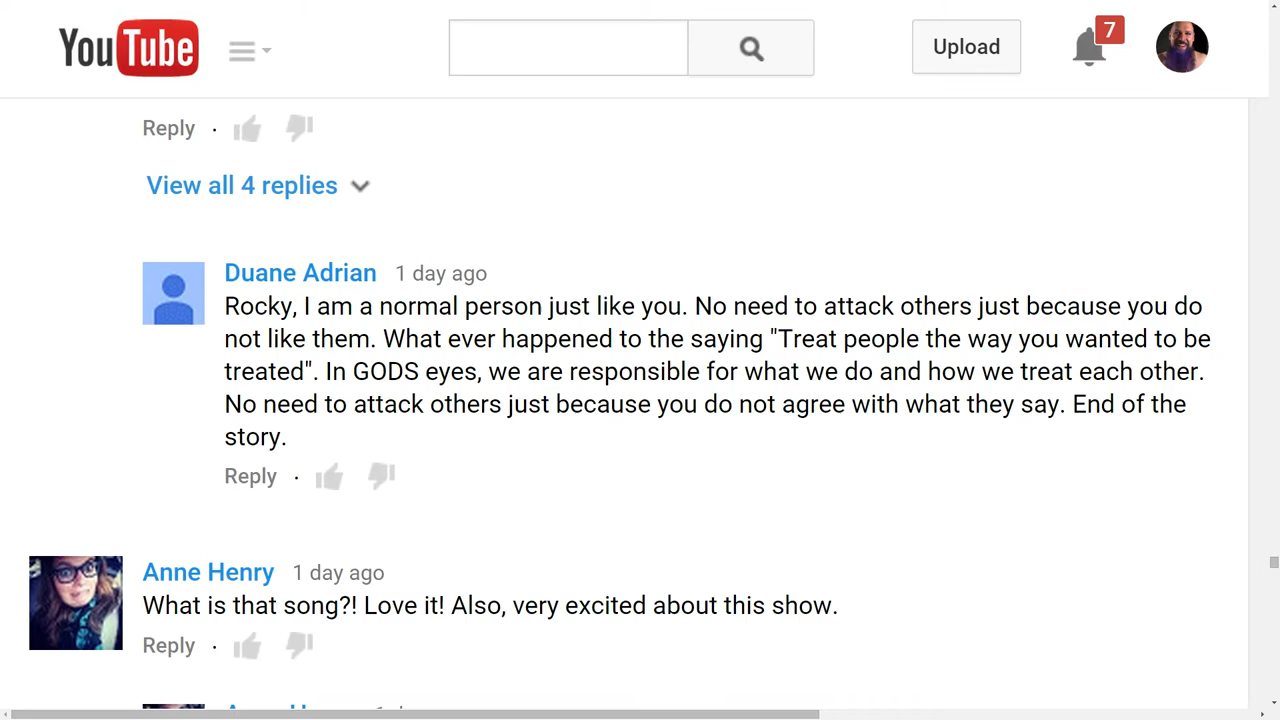 YouTube
Upload
7
Reply ·
View all 4 replies
Duane Adrian 1 day ago
Rocky, I am a normal person just like you. No need to attack others just because you do
not like them. What ever happened to the saying "Treat people the way you wanted to be
treated". In GODS eyes, we are responsible for what we do and how we treat each other.
No need to attack others just because you do not agree with what they say. End of the
story.
Reply ·
Anne Henry 1 day ago
What is that song?! Love it! Also, very excited about this show.
Reply ·